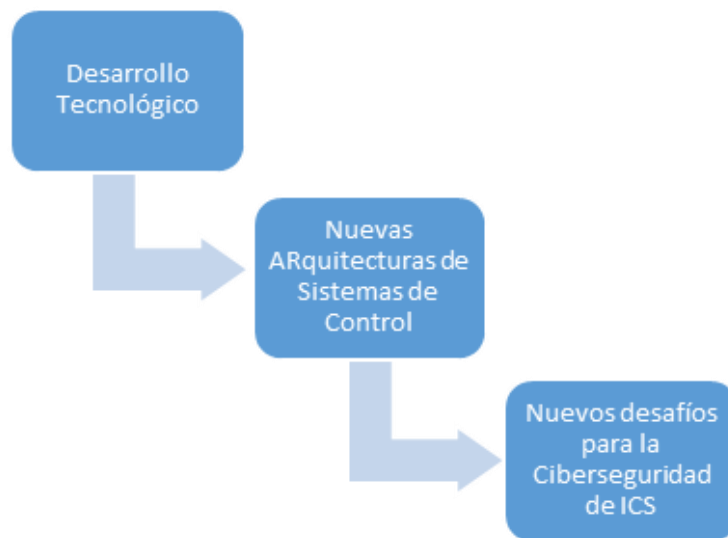 Desarrollo
Tecnológico
Nuevas
ARquitecturas de
Sistemas de
Control
Nuevos desafíos
para la
Ciberseguridad
de ICS